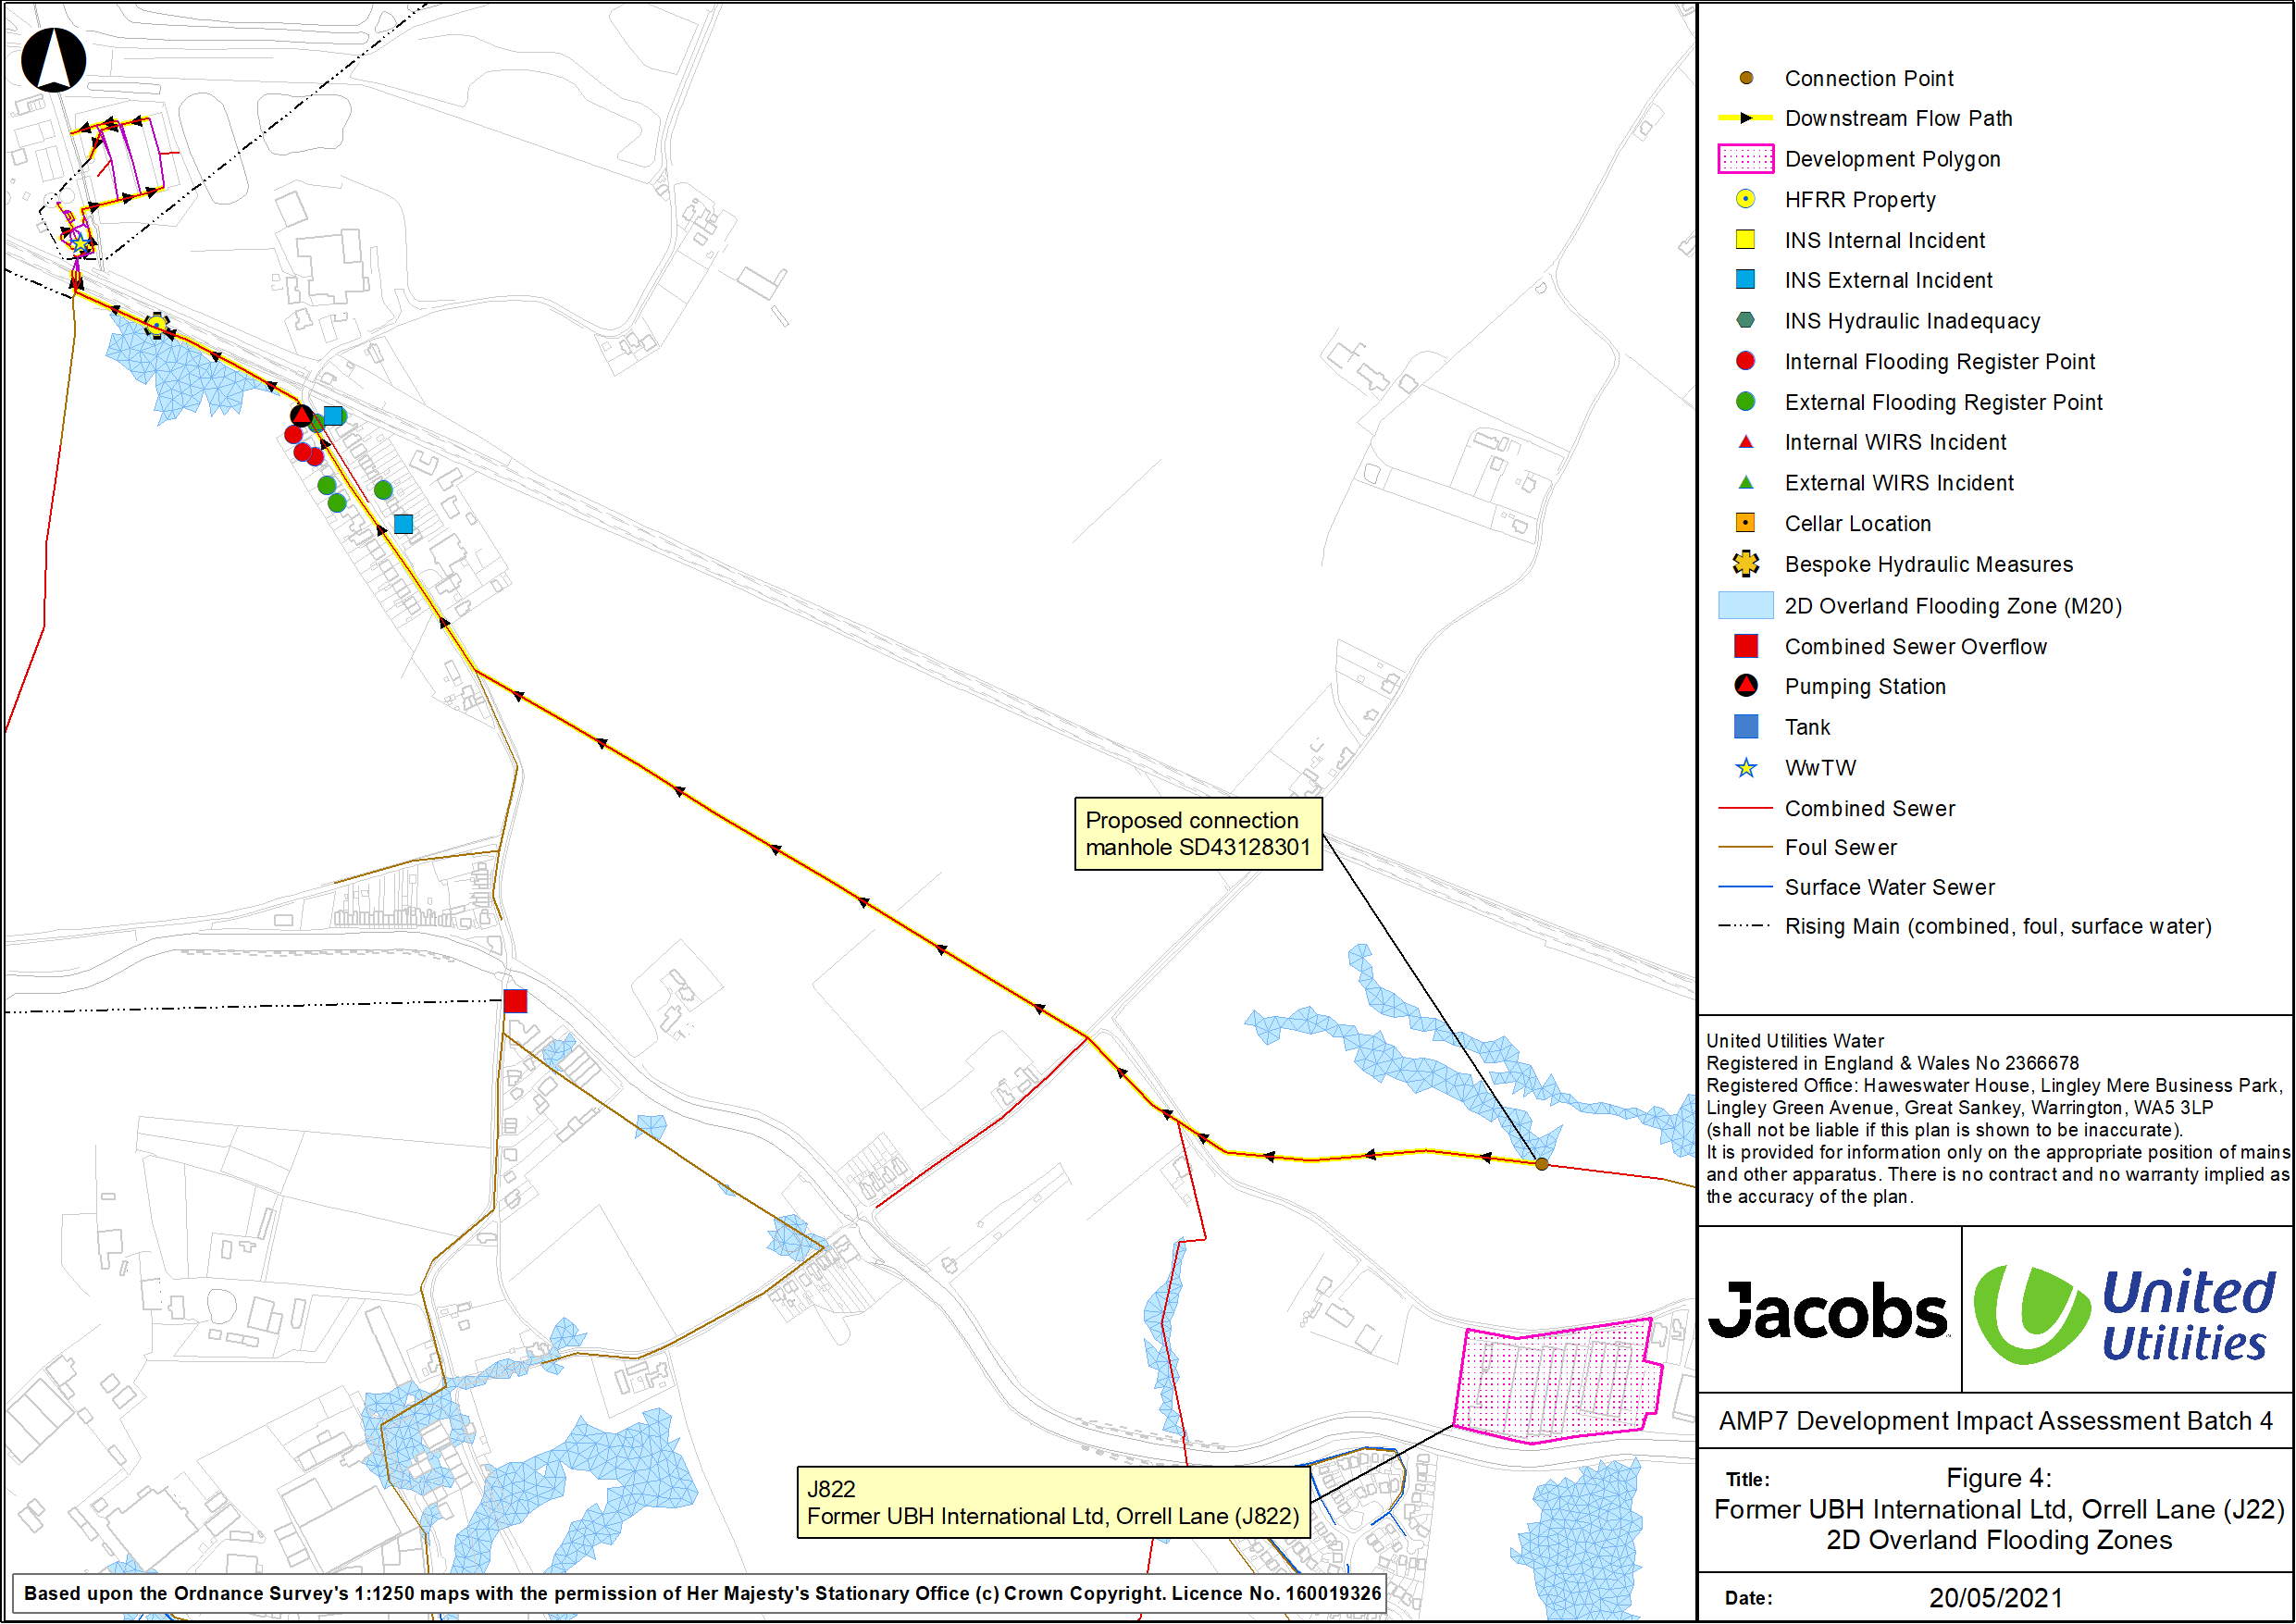 Proposed connection
manhole SD43128301
J822
Former UBH International Ltd, Orrell Lane (J822)
Based upon the Ordnance Survey's 1:1250 maps with the permission of Her Majesty's Stationary Office (c) Crown Copyright. Licence No. 160019326
Connection Point
Downstream Flow Path
Development Polygon
HFRR Property
INS Internal Incident
INS External Incident
INS Hydraulic Inadequacy
Internal Flooding Register Point
External Flooding Register Point
Internal WIRS Incident
External WIRS Incident
Cellar Location
Bespoke Hydraulic Measures
2D Overland Flooding Zone (M20)
Combined Sewer Overflow
Pumping Station
Tank
WwTW
Combined Sewer
Foul Sewer
Surface Water Sewer
Rising Main (combined, foul, surface water)
United Utilities Water
Registered in England & Wales No 2366678
Registered Office: Haweswater House, Lingley Mere Business Park,
Lingley Green Avenue, Great Sankey, Warrington, WA5 3LP
(shall not be liable if this plan is shown to be inaccurate).
It is provided for information only on the appropriate position of mains
and other apparatus. There is no contract and no warranty implied as
the accuracy of the plan.
Jacobs
United
Utilities
AMP7 Development Impact Assessment Batch 4
Title: Figure 4:
Former UBH International Ltd, Orrell Lane (J22)
2D Overland Flooding Zones
Date: 20/05/2021